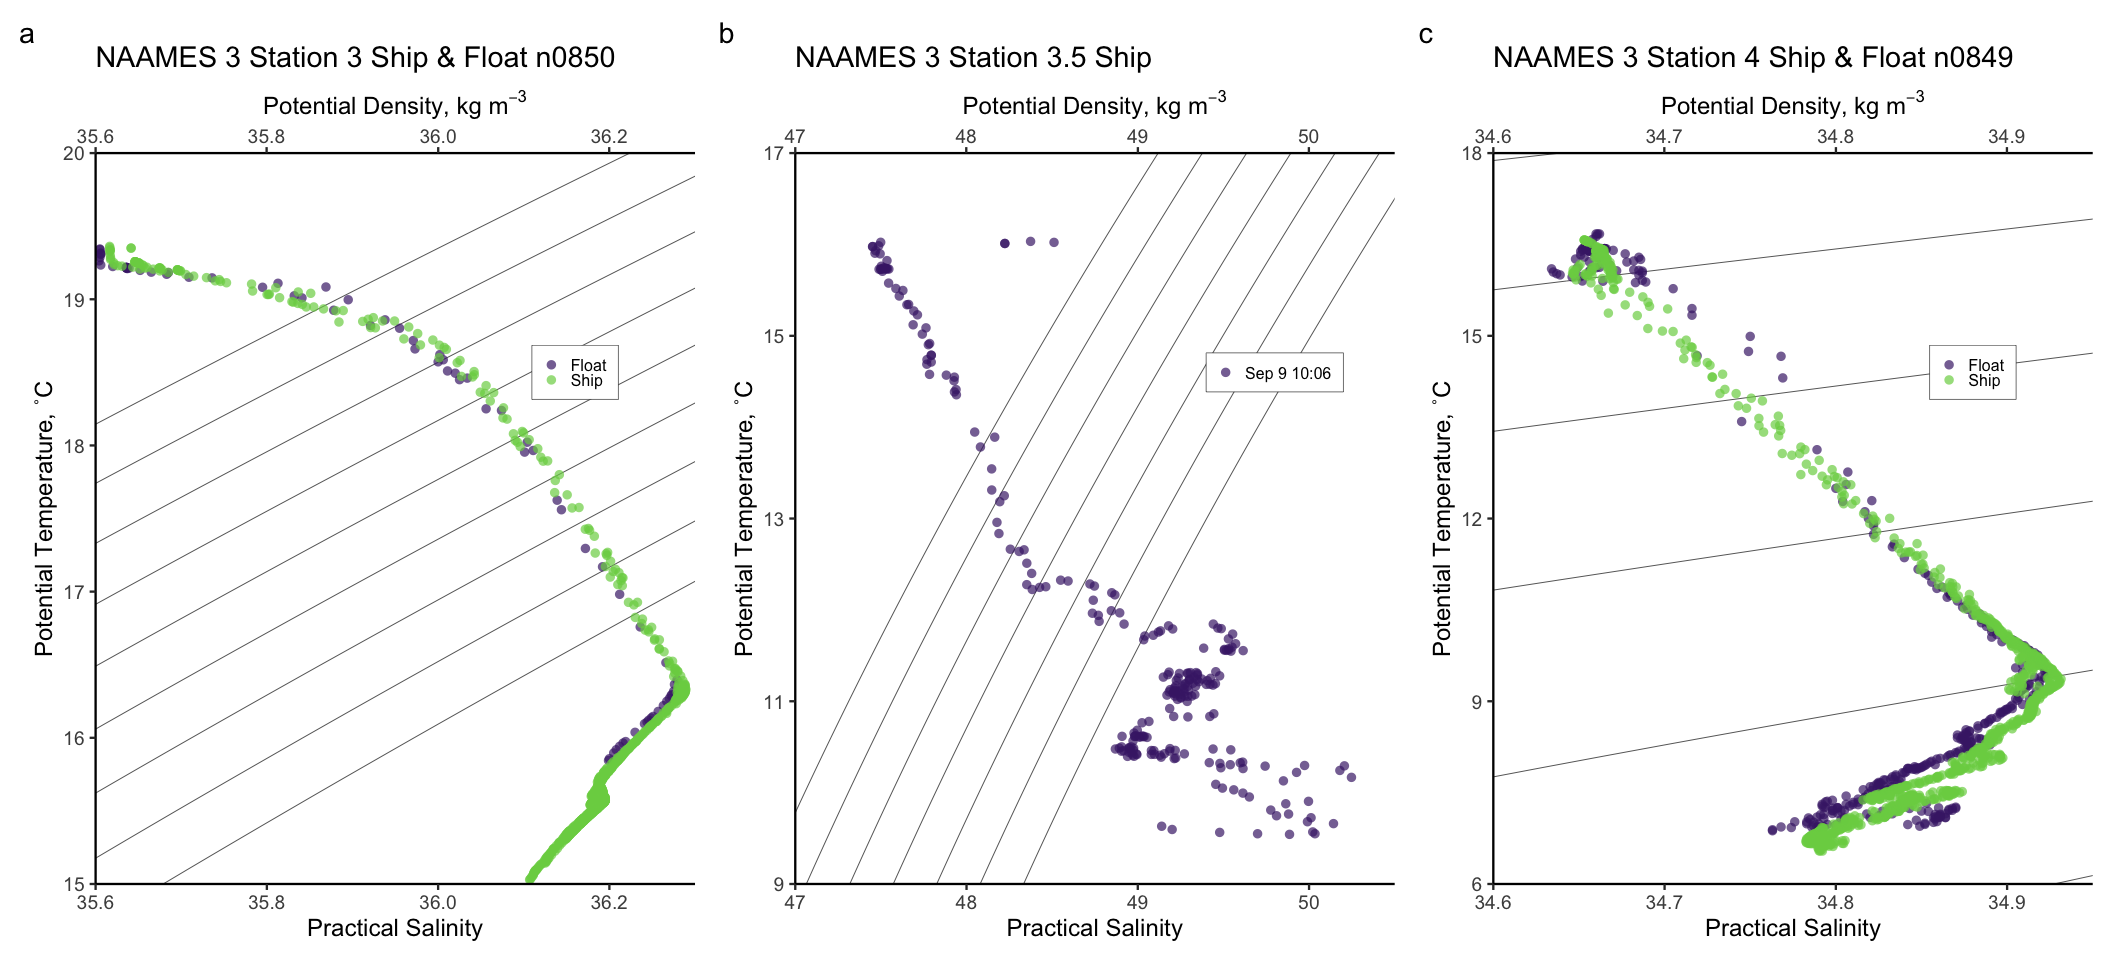 a
NAAMES 3 Station 3 Ship & Float n0850
Potential Density, kg m⁻³
35.6 35.8 36.0 36.2
20
19
18
17
16
15
Potential Temperature, °C
Float
Ship
35.6 35.8 36.0 36.2
Practical Salinity
b
NAAMES 3 Station 3.5 Ship
Potential Density, kg m⁻³
47 48 49 50
17
15
13
11
9
Potential Temperature, °C
Sep 9 10:06
47 48 49 50
Practical Salinity
c
NAAMES 3 Station 4 Ship & Float n0849
Potential Density, kg m⁻³
34.6 34.7 34.8 34.9
18
15
12
9
6
Potential Temperature, °C
Float
Ship
34.6 34.7 34.8 34.9
Practical Salinity